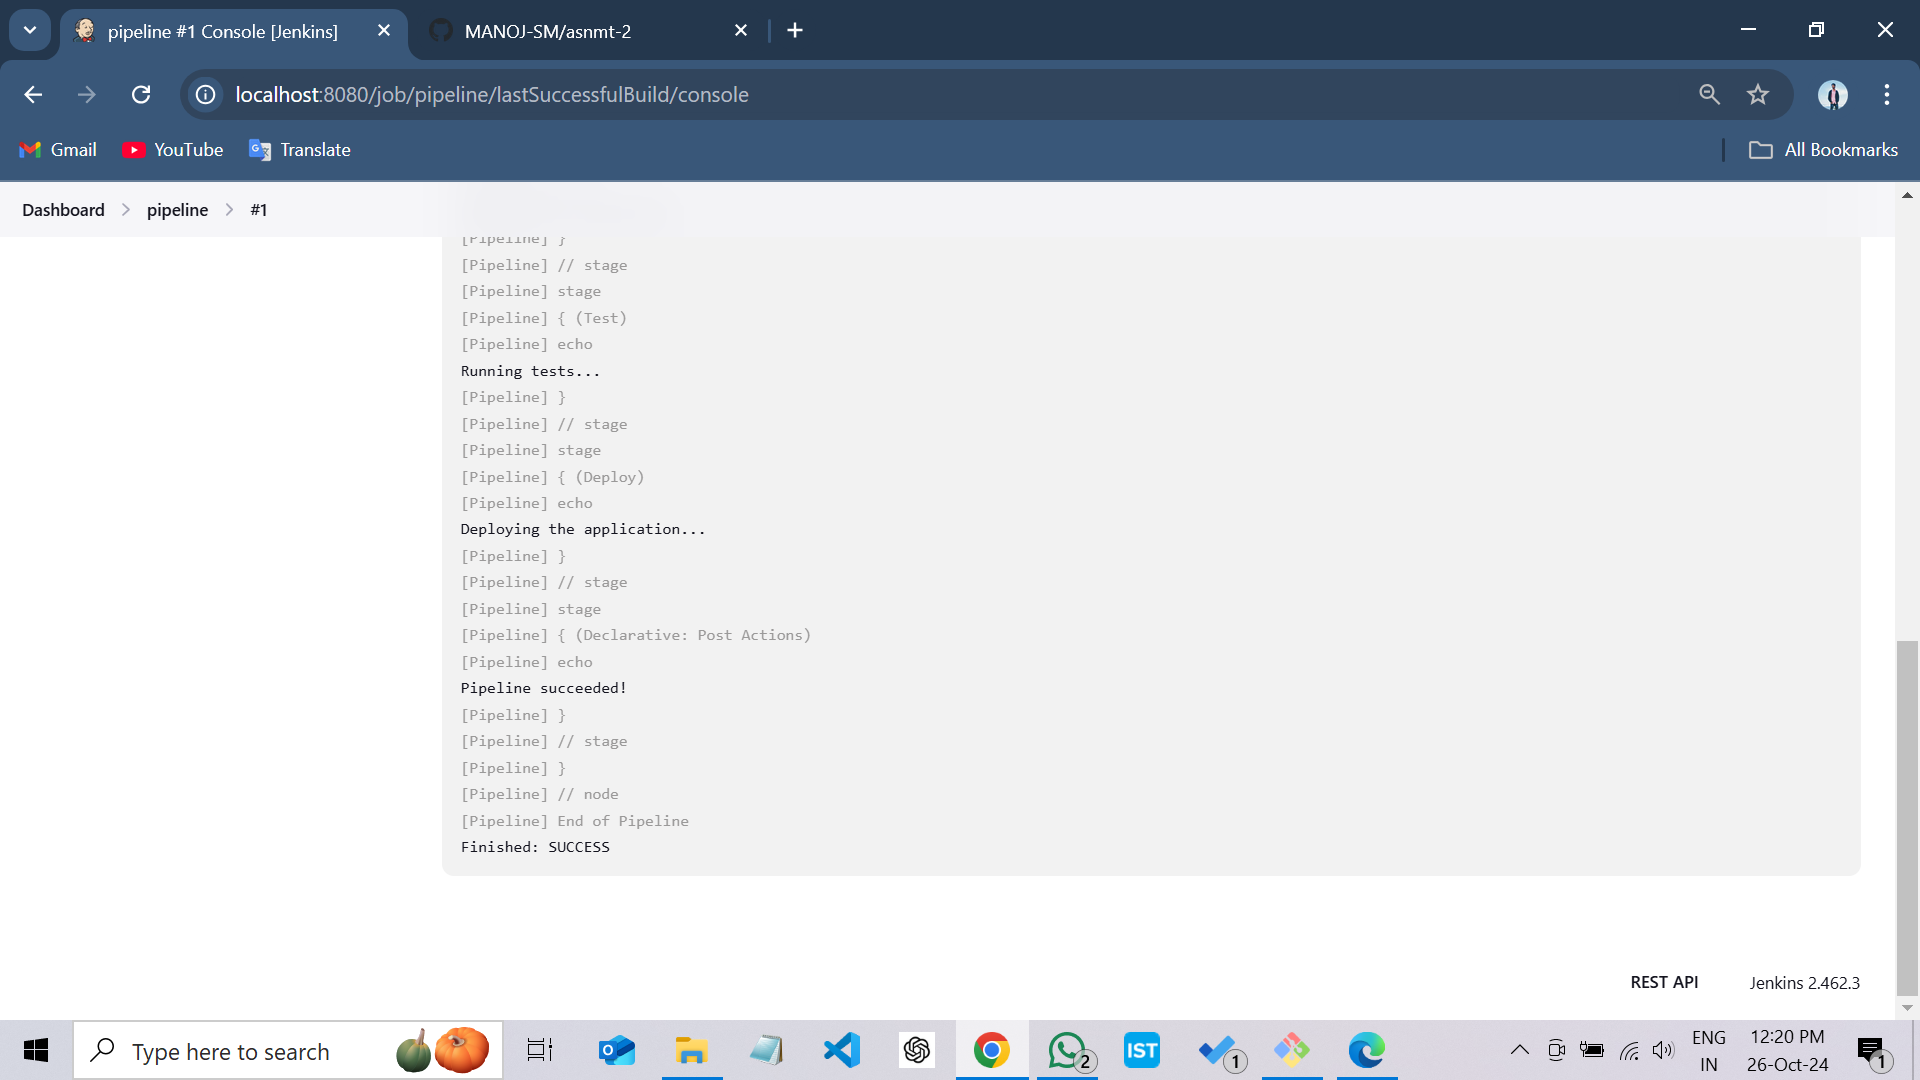 pipeline #1 Console [Jenkins]
MANOJ-SM/asnmt-2
localhost:8080/job/pipeline/lastSuccessfulBuild/console
Gmail
YouTube
Translate
All Bookmarks
Dashboard
pipeline
#1
[Pipeline] }
[Pipeline] // stage
[Pipeline] stage
[Pipeline] { (Test)
[Pipeline] echo
Running tests...
[Pipeline] }
[Pipeline] // stage
[Pipeline] stage
[Pipeline] { (Deploy)
[Pipeline] echo
Deploying the application...
[Pipeline] }
[Pipeline] // stage
[Pipeline] stage
[Pipeline] { (Declarative: Post Actions)
[Pipeline] echo
Pipeline succeeded!
[Pipeline] }
[Pipeline] // stage
[Pipeline] }
[Pipeline] // node
[Pipeline] End of Pipeline
Finished: SUCCESS
REST API
Jenkins 2.462.3
Type here to search
2
IST
1
ENG
IN
12:20 PM
26-Oct-24
1